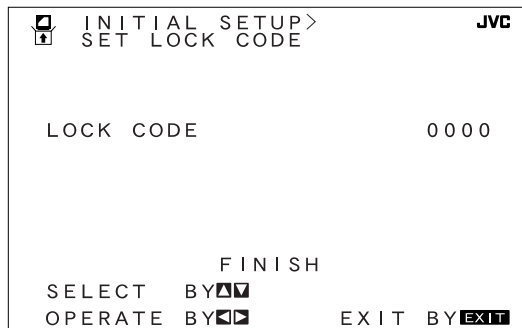 INITIAL SETUP> JVC
SET LOCK CODE
LOCK CODE 0000
FINISH
SELECT BY▲▼
OPERATE BY◀▶ EXIT BY EXIT